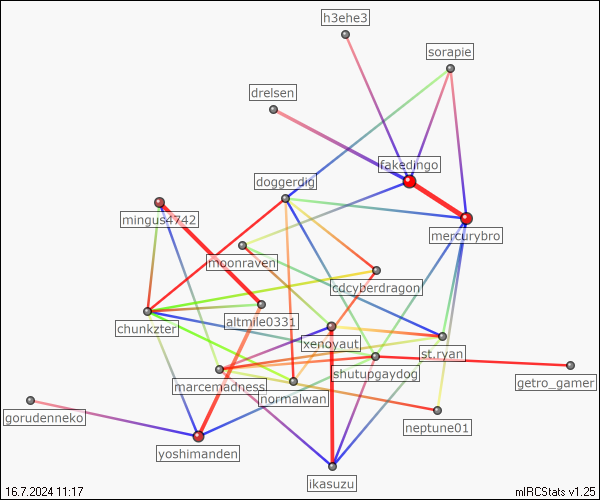 h3ehe3
sorapie
drelsen
fakedingo
doggerdig
mingus4742
mercurybro
moonraven
cdcyberdragon
altmile0331
chunkzter
xenoyaut
st.ryan
shutupgaydog
marcemadness
getro_gamer
normalwan
gorudenneko
neptune01
yoshimanden
ikasuzu
16.7.2024 11:17
mIRCStats v1.25